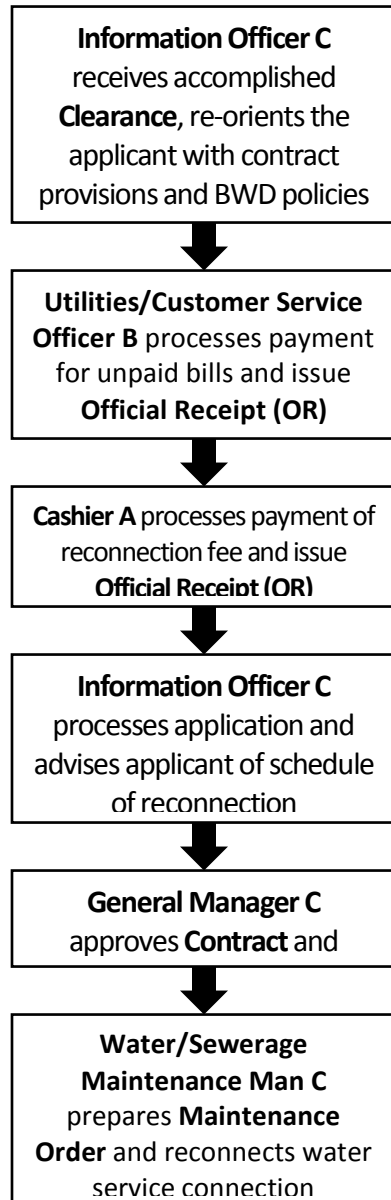 Information Officer C
receives accomplished
Clearance, re-orients the
applicant with contract
provisions and BWD policies
Utilities/Customer Service
Officer B processes payment
for unpaid bills and issue
Official Receipt (OR)
Cashier A processes payment of
reconnection fee and issue
Official Receipt (OR)
Information Officer C
processes application and
advises applicant of schedule
of reconnection
General Manager C
approves Contract and
Water/Sewerage
Maintenance Man C
prepares Maintenance
Order and reconnects water
service connection